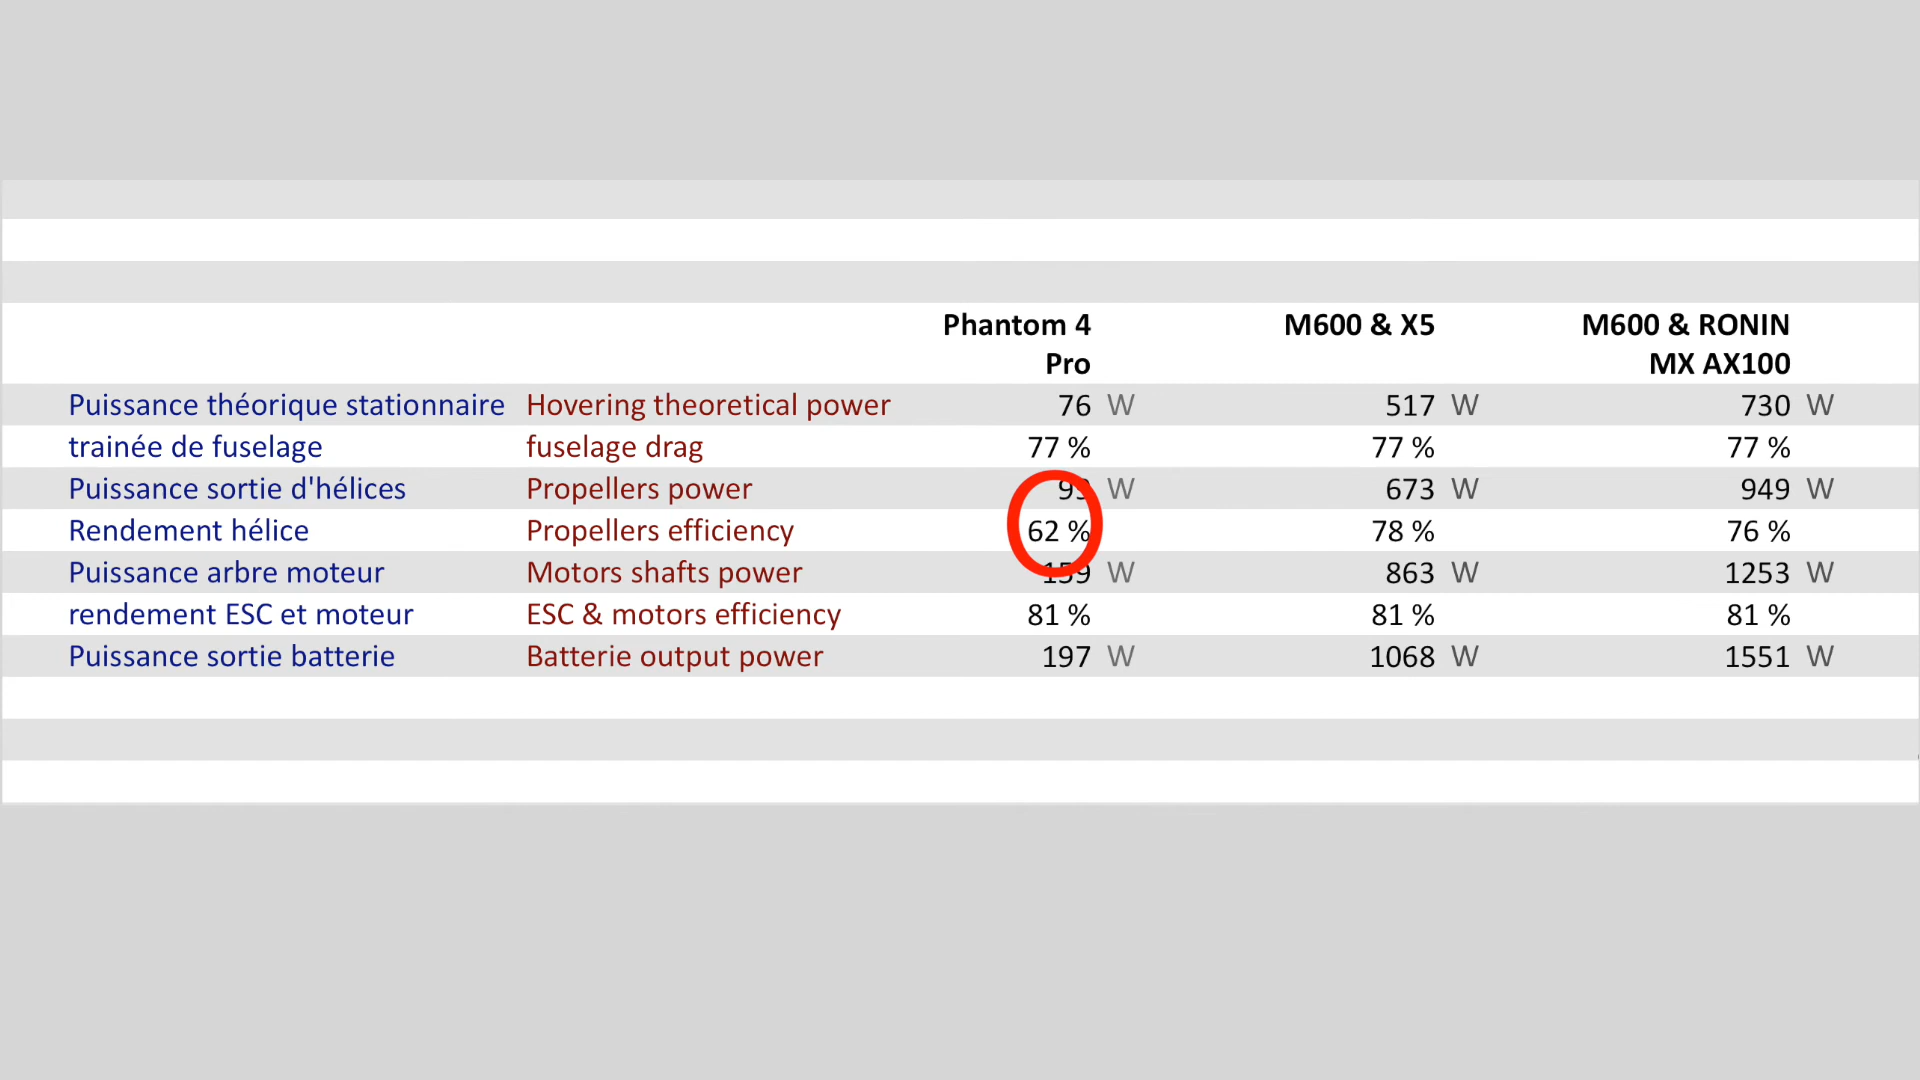 Phantom 4 Pro M600 & X5 M600 & RONIN MX AX100
Puissance théorique stationnaire Hovering theoretical power 76 W 517 W 730 W
trainée de fuselage fuselage drag 77 % 77 % 77 %
Puissance sortie d'hélices Propellers power 99 W 673 W 949 W
Rendement hélice Propellers efficiency 62 % 78 % 76 %
Puissance arbre moteur Motors shafts power 159 W 863 W 1253 W
rendement ESC et moteur ESC & motors efficiency 81 % 81 % 81 %
Puissance sortie batterie Batterie output power 197 W 1068 W 1551 W